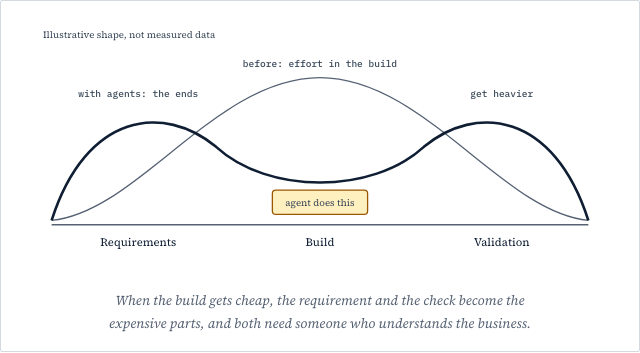 Illustrative shape, not measured data
before: effort in the build
with agents: the ends
get heavier
agent does this
Requirements
Build
Validation
When the build gets cheap, the requirement and the check become the
expensive parts, and both need someone who understands the business.